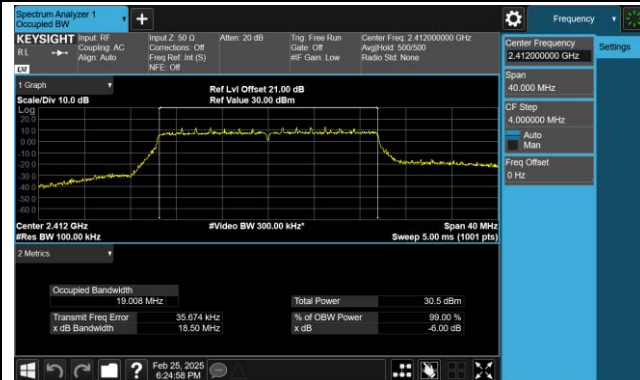 Spectrum Analyzer 1
Occupied BW
+
Frequency
KEYSIGHT
RL
LXI
Input: RF
Coupling: AC
Align: Auto
Input Z: 50 Ω
Corrections: Off
Freq Ref: Int (S)
NFE: Off
Atten: 20 dB
Trig: Free Run
Gate: Off
#IF Gain: Low
Center Freq: 2.412000000 GHz
Avg|Hold: 500/500
Radio Std: None
1 Graph
Scale/Div 10.0 dB
Ref Lvl Offset 21.00 dB
Ref Value 30.00 dBm
Log
20.0
10.0
0.00
-10.0
-20.0
-30.0
-40.0
-50.0
-60.0
Center 2.412 GHz
#Res BW 100.00 kHz
#Video BW 300.00 kHz*
Span 40 MHz
Sweep 5.00 ms (1001 pts)
2 Metrics
Occupied Bandwidth
19.008 MHz
Transmit Freq Error 35.674 kHz
x dB Bandwidth 18.50 MHz
Total Power 30.5 dBm
% of OBW Power 99.00 %
x dB -6.00 dB
Center Frequency
2.412000000 GHz
Span
40.000 MHz
CF Step
4.000000 MHz
Auto
Man
Freq Offset
0 Hz
Settings
?
Feb 25, 2025
6:24:58 PM